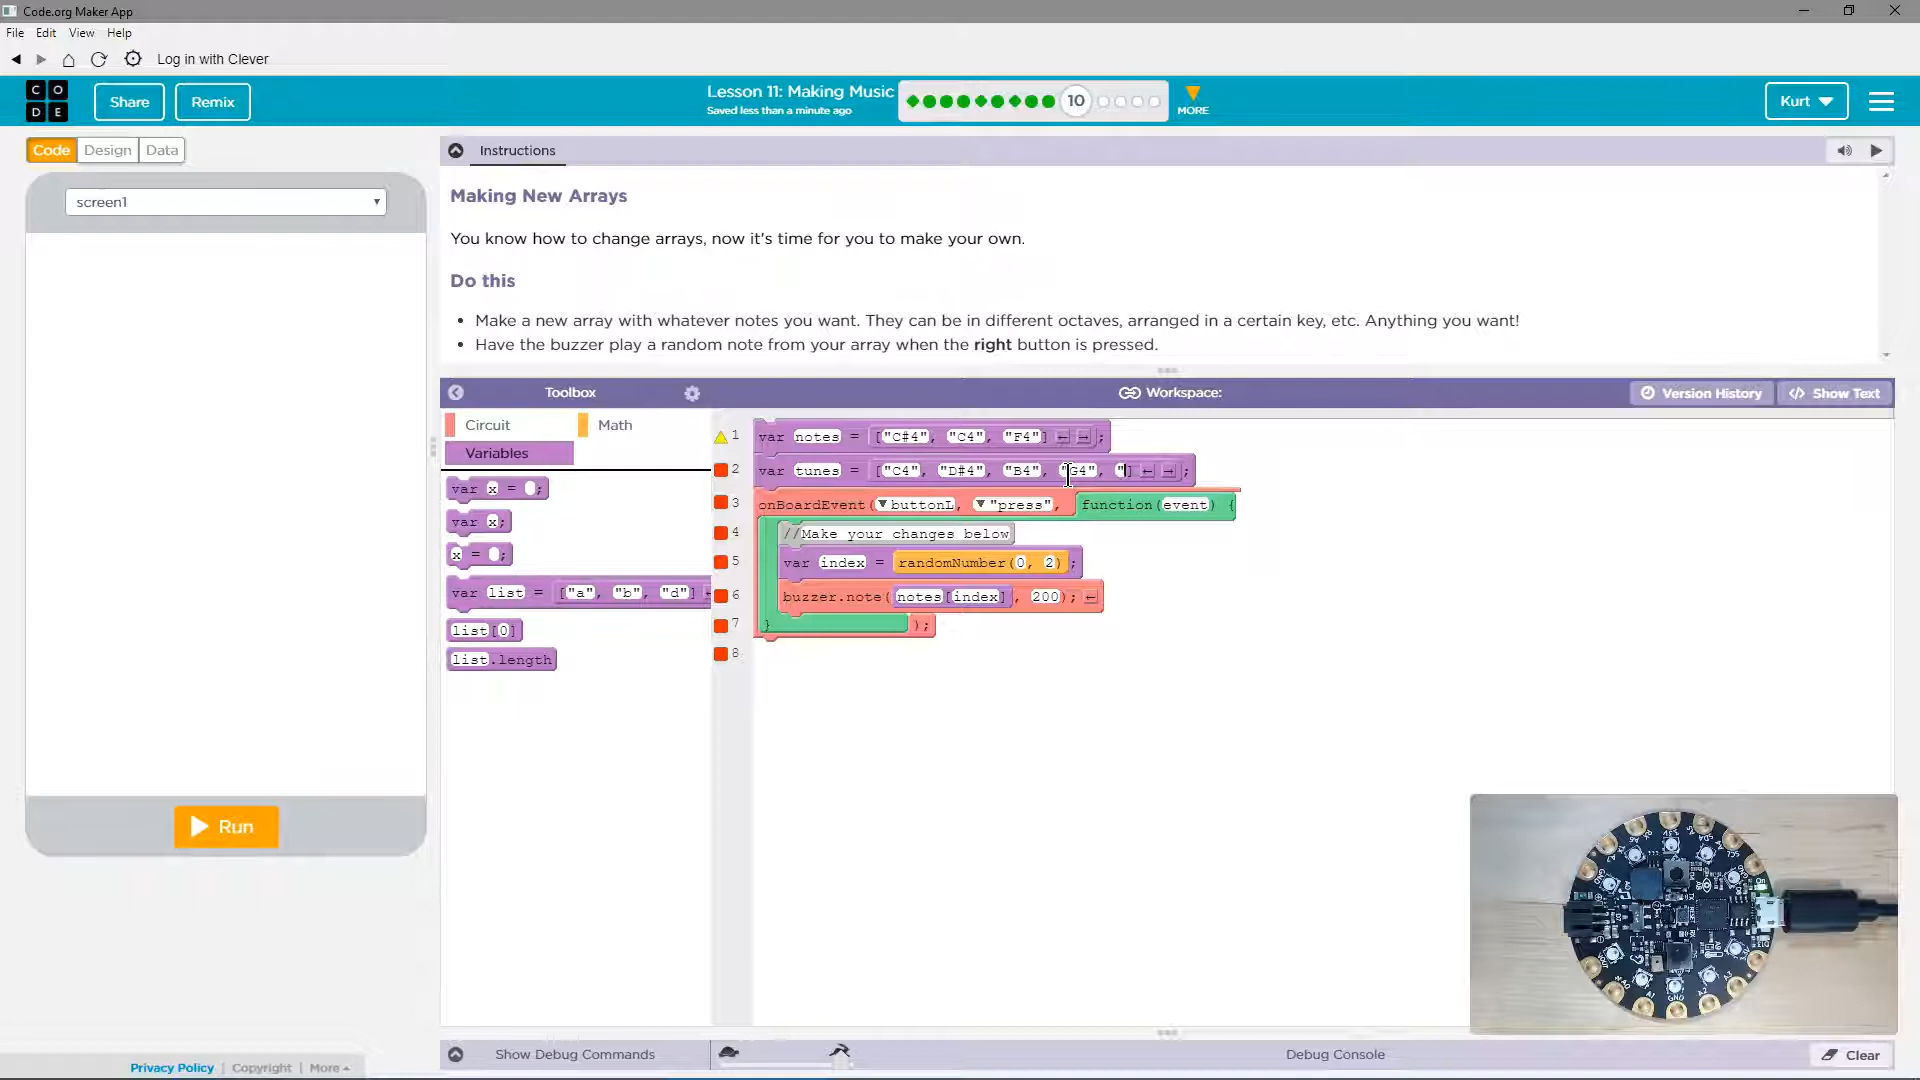 Code.org Maker App
File Edit View Help
Log in with Clever
C O D E
Share
Remix
Lesson 11: Making Music
Saved less than a minute ago
10
MORE
Kurt
Code
Design
Data
screen1
Run
Instructions
Making New Arrays
You know how to change arrays, now it's time for you to make your own.
Do this
• Make a new array with whatever notes you want. They can be in different octaves, arranged in a certain key, etc. Anything you want!
• Have the buzzer play a random note from your array when the right button is pressed.
Toolbox
Workspace:
Version History
</> Show Text
Circuit
Math
Variables
var x = ;
var x;
x = ;
var list = ["a", "b", "d"]
list[0]
list.length
1 var notes = ["C#4", "C4", "F4"] ;
2 var tunes = ["C4", "D#4", "B4", "G4", "] ;
3 onBoardEvent( buttonL, "press", function(event) {
4 //Make your changes below
5 var index = randomNumber(0, 2);
6 buzzer.note(notes[index], 200);
7 } );
8
Show Debug Commands
Debug Console
Clear
Privacy Policy | Copyright | More